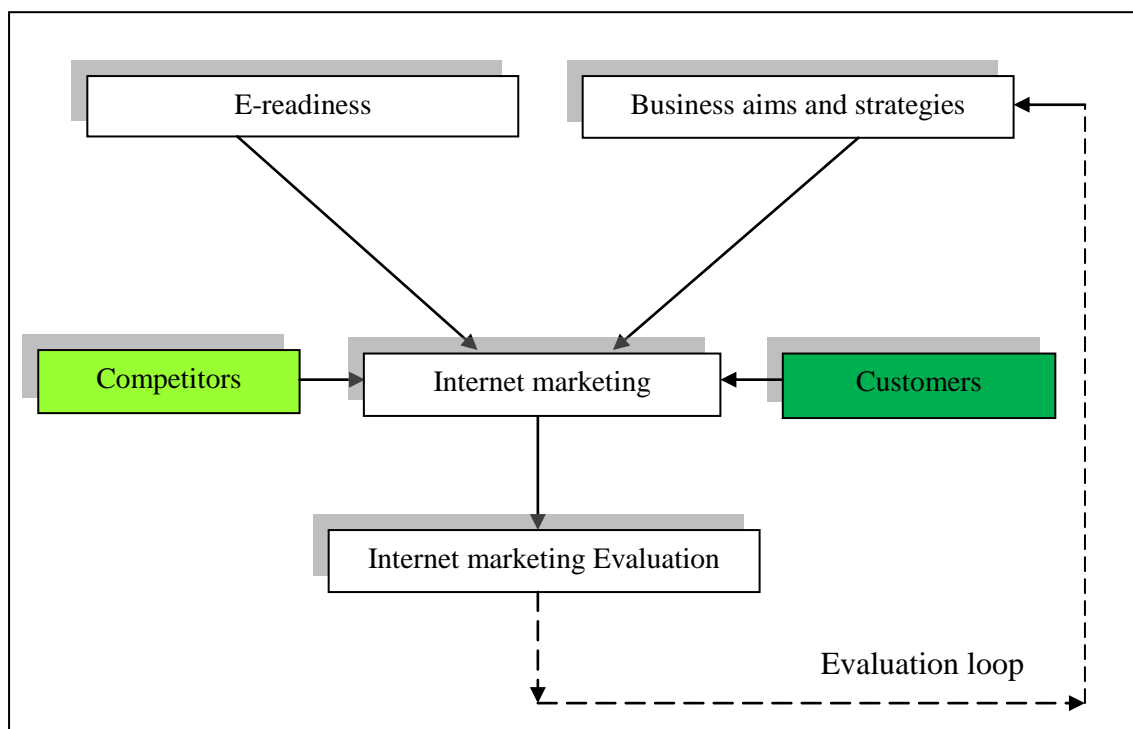 E-readiness
Business aims and strategies
Competitors
Internet marketing
Customers
Internet marketing Evaluation
Evaluation loop